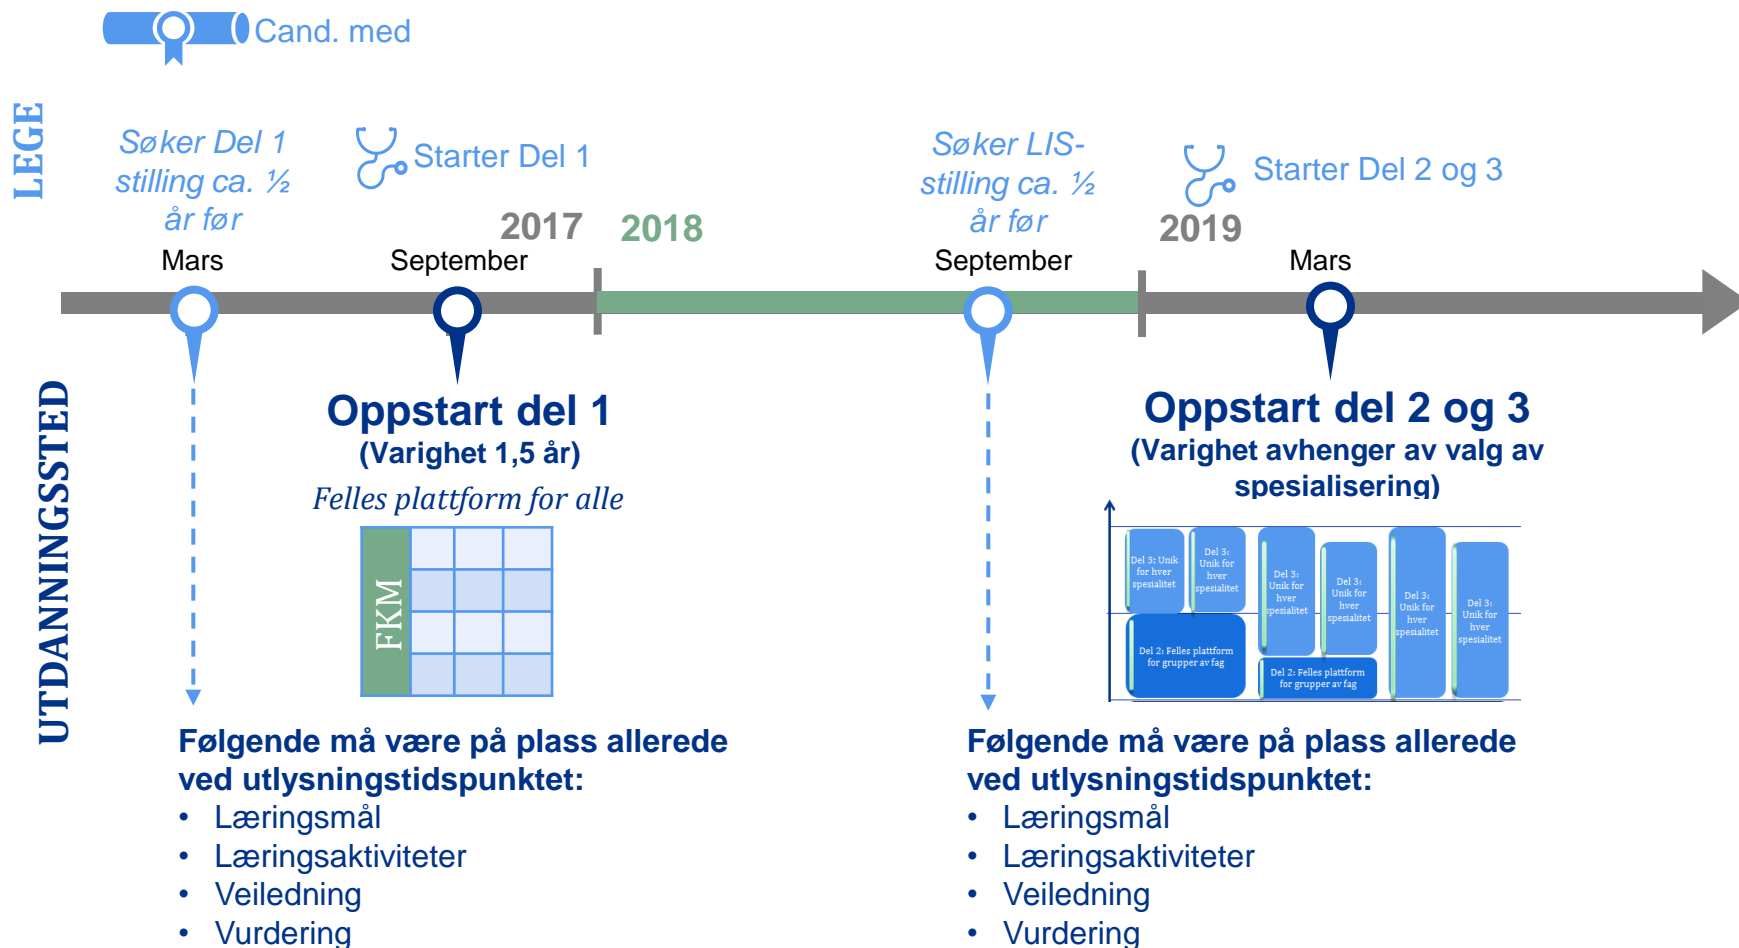 Cand. med
LEGE
Søker Del 1
stilling ca. ½
år før
Starter Del 1
Søker LIS-
stilling ca. ½
år før
Starter Del 2 og 3
2017
2018
2019
Mars
September
September
Mars
UTDANNINGSSTED
Oppstart del 1
(Varighet 1,5 år)
Felles plattform for alle
FKM
Oppstart del 2 og 3
(Varighet avhenger av valg av
spesialisering)
Del 3: Unik
for hver
spesialitet
Del 3:
Unik for
hver
spesialitet
Del 3:
Unik for
hver
spesialitet
Del 3:
Unik for
hver
spesialitet
Del 3:
Unik for
hver
spesialitet
Del 3:
Unik for
hver
spesialitet
Del 2: Felles plattform
for grupper av fag
Del 2: Felles plattform
for grupper av fag
Følgende må være på plass allerede
ved utlysningstidspunktet:
• Læringsmål
• Læringsaktiviteter
• Veiledning
• Vurdering
Følgende må være på plass allerede
ved utlysningstidspunktet:
• Læringsmål
• Læringsaktiviteter
• Veiledning
• Vurdering